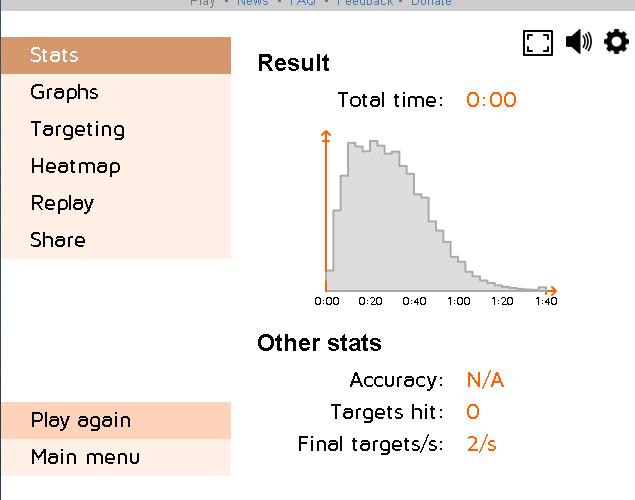 Play • News • FAQ • Feedback • Donate
Stats
Graphs
Targeting
Heatmap
Replay
Share
Play again
Main menu
Result
Total time: 0:00
0:00 0:20 0:40 1:00 1:20 1:40
Other stats
Accuracy: N/A
Targets hit: 0
Final targets/s: 2/s